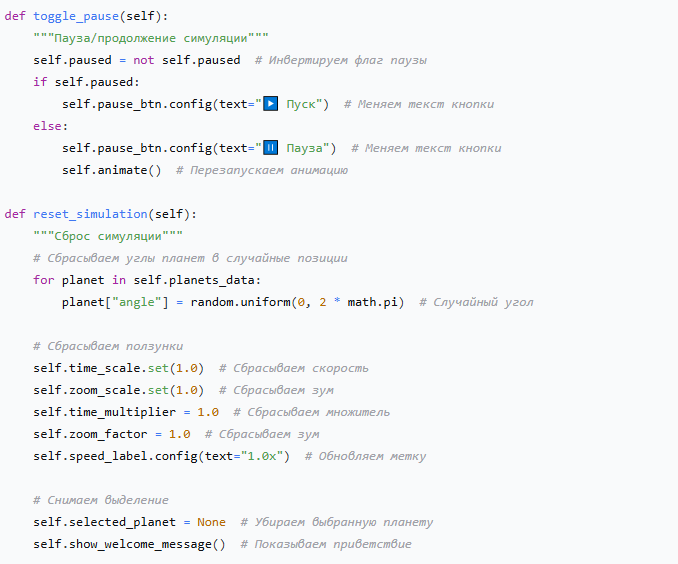 def toggle_pause(self):
    """Пауза/продолжение симуляции"""
    self.paused = not self.paused  # Инвертируем флаг паузы
    if self.paused:
        self.pause_btn.config(text="▶️ Пуск")  # Меняем текст кнопки
    else:
        self.pause_btn.config(text="⏸️ Пауза")  # Меняем текст кнопки
        self.animate()  # Перезапускаем анимацию

def reset_simulation(self):
    """Сброс симуляции"""
    # Сбрасываем углы планет в случайные позиции
    for planet in self.planets_data:
        planet["angle"] = random.uniform(0, 2 * math.pi)  # Случайный угол

    # Сбрасываем ползунки
    self.time_scale.set(1.0)  # Сбрасываем скорость
    self.zoom_scale.set(1.0)  # Сбрасываем зум
    self.time_multiplier = 1.0  # Сбрасываем множитель
    self.zoom_factor = 1.0  # Сбрасываем зум
    self.speed_label.config(text="1.0x")  # Обновляем метку

    # Снимаем выделение
    self.selected_planet = None  # Убираем выбранную планету
    self.show_welcome_message()  # Показываем приветствие